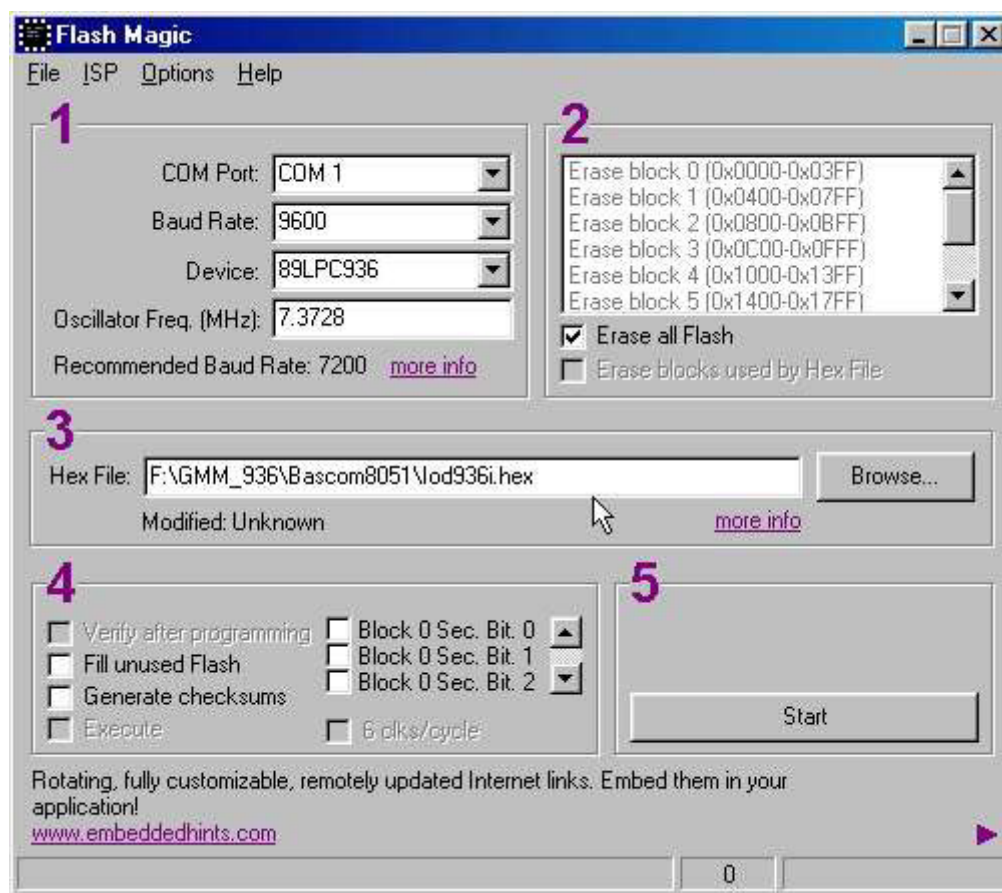 Flash Magic
File ISP Options Help
1
COM Port: COM 1
Baud Rate: 9600
Device: 89LPC936
Oscillator Freq. (MHz): 7.3728
Recommended Baud Rate: 7200 more info
2
Erase block 0 (0x0000-0x03FF)
Erase block 1 (0x0400-0x07FF)
Erase block 2 (0x0800-0x0BFF)
Erase block 3 (0x0C00-0x0FFF)
Erase block 4 (0x1000-0x13FF)
Erase block 5 (0x1400-0x17FF)
Erase all Flash
Erase blocks used by Hex File
3
Hex File: F:\GMM_936\Bascom8051\Iod936i.hex Browse...
Modified: Unknown more info
4
Verify after programming
Fill unused Flash
Generate checksums
Execute
Block 0 Sec. Bit. 0
Block 0 Sec. Bit. 1
Block 0 Sec. Bit. 2
6 clks/cycle
5
Start
Rotating, fully customizable, remotely updated Internet links. Embed them in your
application!
www.embeddedhints.com
0